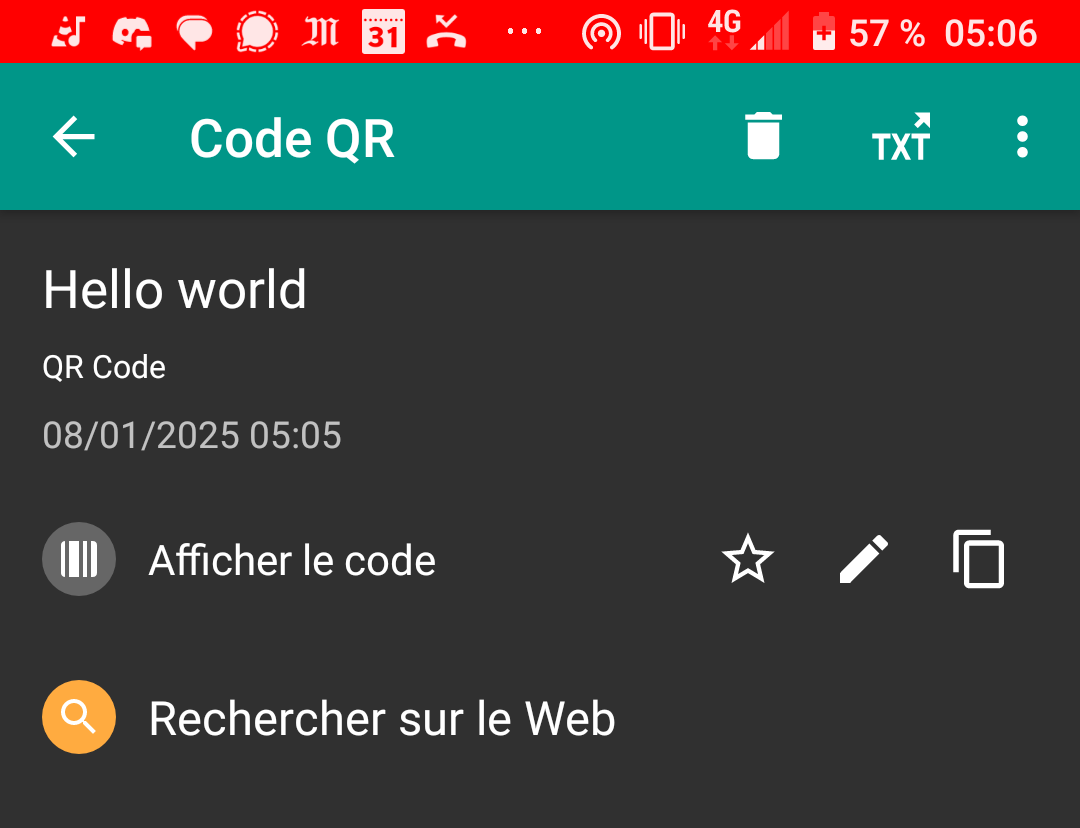 31 4G 57 % 05:06
Code QR TXT
Hello world
QR Code
08/01/2025 05:05
Afficher le code
Rechercher sur le Web